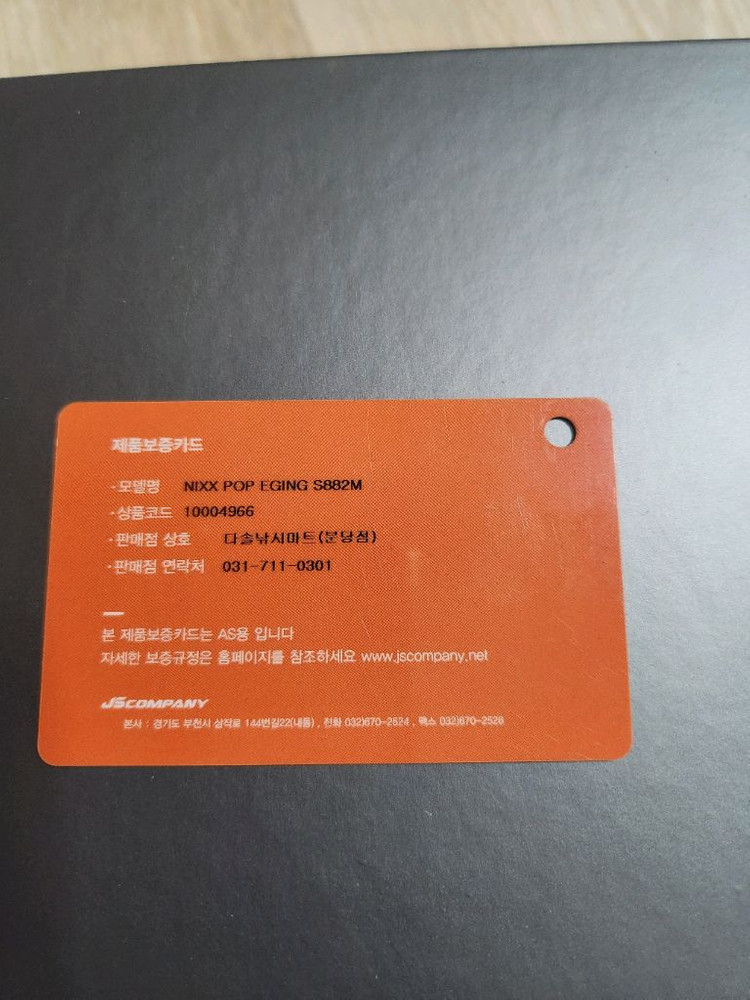 제품보증카드
·모델명 NIXX POP EGING S882M
·상품코드 10004966
·판매점 상호 다솔낚시마트(분당점)
·판매점 연락처 031-711-0301
본 제품보증카드는 AS용 입니다
자세한 보증규정은 홈페이지를 참조하세요 www.jscompany.net
JSCOMPANY
본사 : 경기도 부천시 삼작로 144번길22(내동) , 전화 032)670-2524 , 팩스 032)670-2528